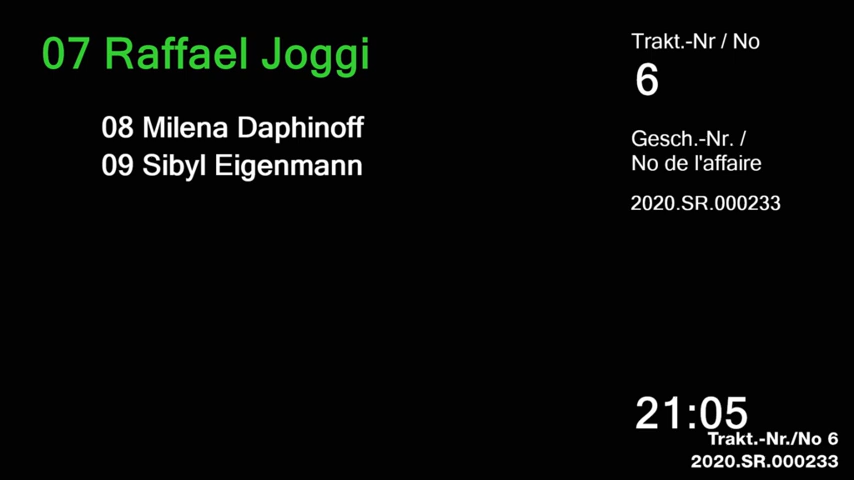 07 Raffael Joggi
08 Milena Daphinoff
09 Sibyl Eigenmann
Trakt.-Nr / No
6
Gesch.-Nr. /
No de l'affaire
2020.SR.000233
21:05
Trakt.-Nr./No 6
2020.SR.000233